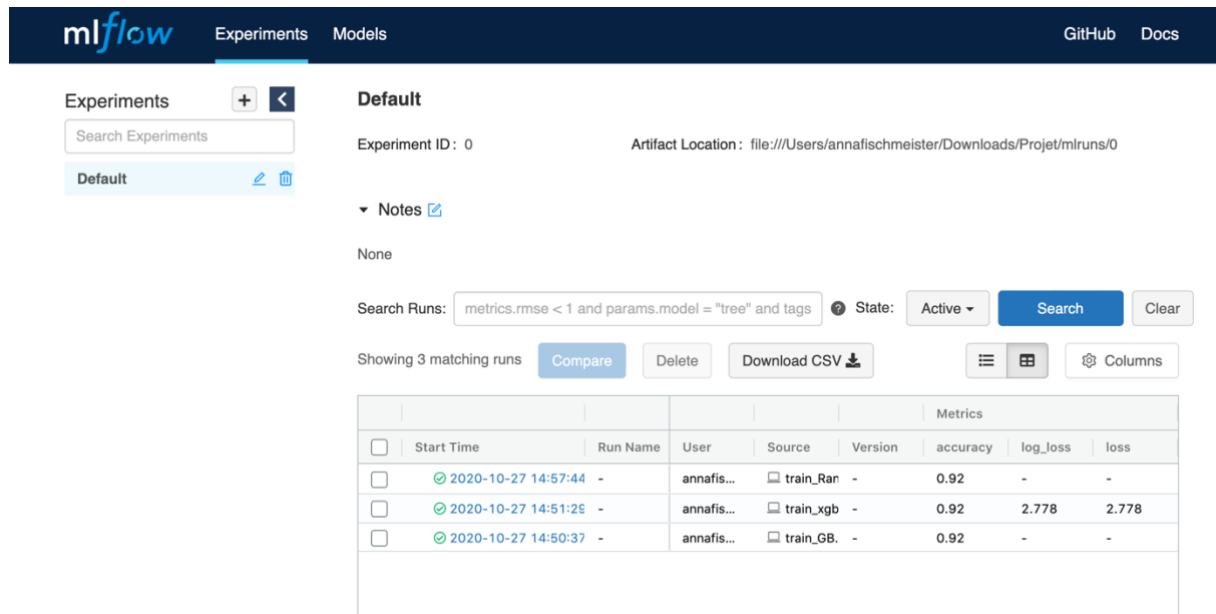 mlflow Experiments Models GitHub Docs
Experiments
Search Experiments
Default
Default
Experiment ID: 0 Artifact Location: file:///Users/annafischmeister/Downloads/Projet/mlruns/0
Notes
None
Search Runs: metrics.rmse < 1 and params.model = "tree" and tags State: Active Search Clear
Showing 3 matching runs Compare Delete Download CSV Columns
Metrics
Start Time Run Name User Source Version accuracy log_loss loss
2020-10-27 14:57:44 - annafis... train_Ran - 0.92 - -
2020-10-27 14:51:29 - annafis... train_xgb - 0.92 2.778 2.778
2020-10-27 14:50:37 - annafis... train_GB. - 0.92 - -